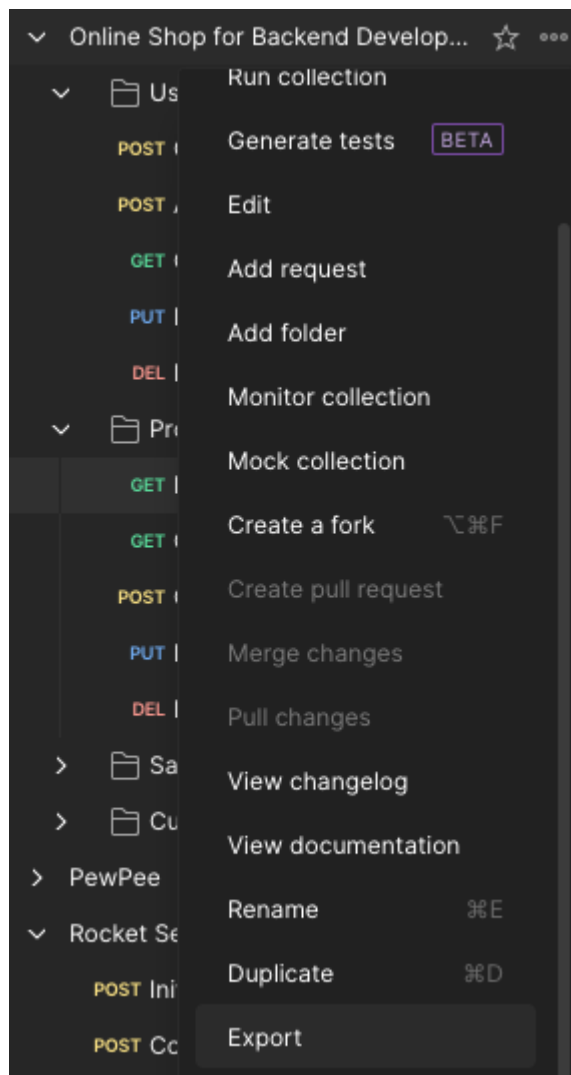 Online Shop for Backend Develop...
Run collection
Us
Generate tests BETA
POST
Edit
POST
GET
Add request
PUT
Add folder
DEL
Monitor collection
Pro
Mock collection
GET
Create a fork ⌥⌘F
GET
Create pull request
POST
Merge changes
PUT
DEL
Pull changes
Sa
View changelog
Cu
View documentation
PewPee
Rename ⌘E
Rocket Se
Duplicate ⌘D
POST Ini
Export
POST Co